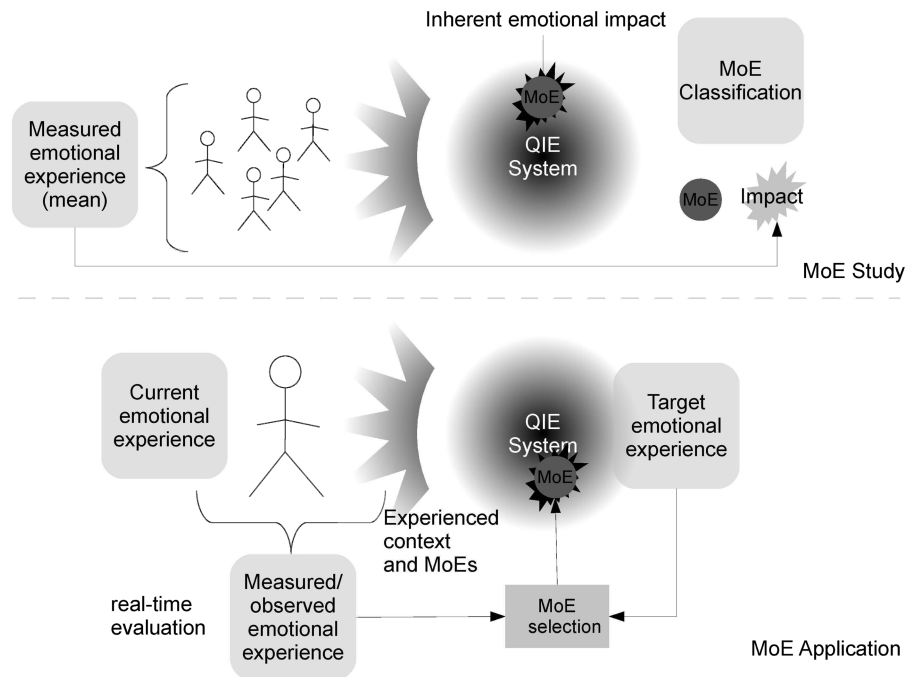 Inherent emotional impact
MoE
Classification
MoE
Measured
emotional
experience
(mean)
QIE
System
MoE
Impact
MoE Study
Current
emotional
experience
QIE
System
MoE
Target
emotional
experience
Experienced
context
and MoEs
real-time
evaluation
Measured/
observed
emotional
experience
MoE
selection
MoE Application